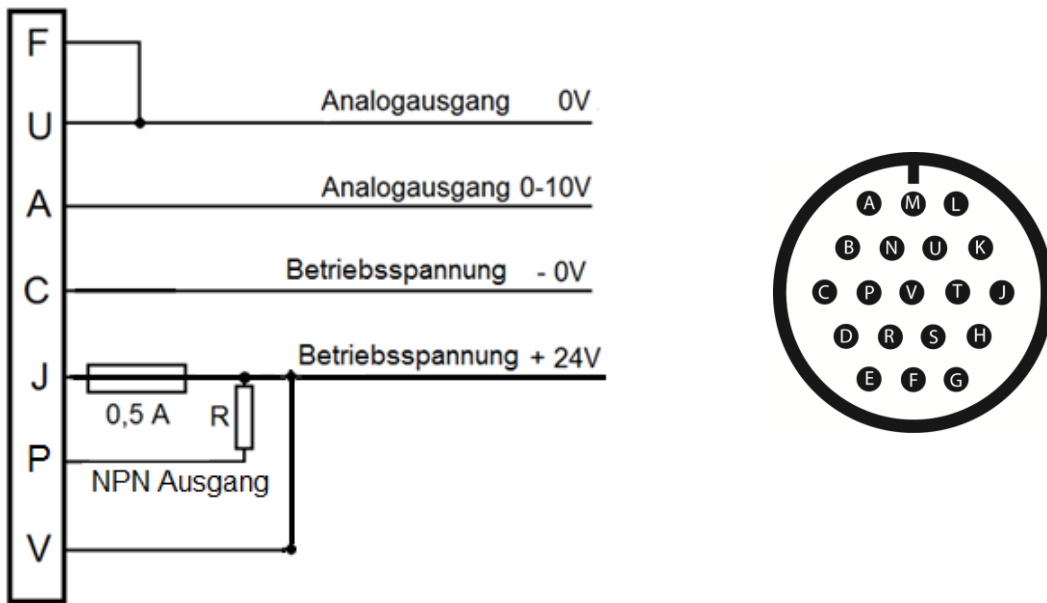 F
Analogausgang 0V
U
Analogausgang 0-10V
A
Betriebsspannung - 0V
C
Betriebsspannung + 24V
J
0,5 A R
P
NPN Ausgang
V
A M L
B N U K
C P V T J
D R S H
E F G